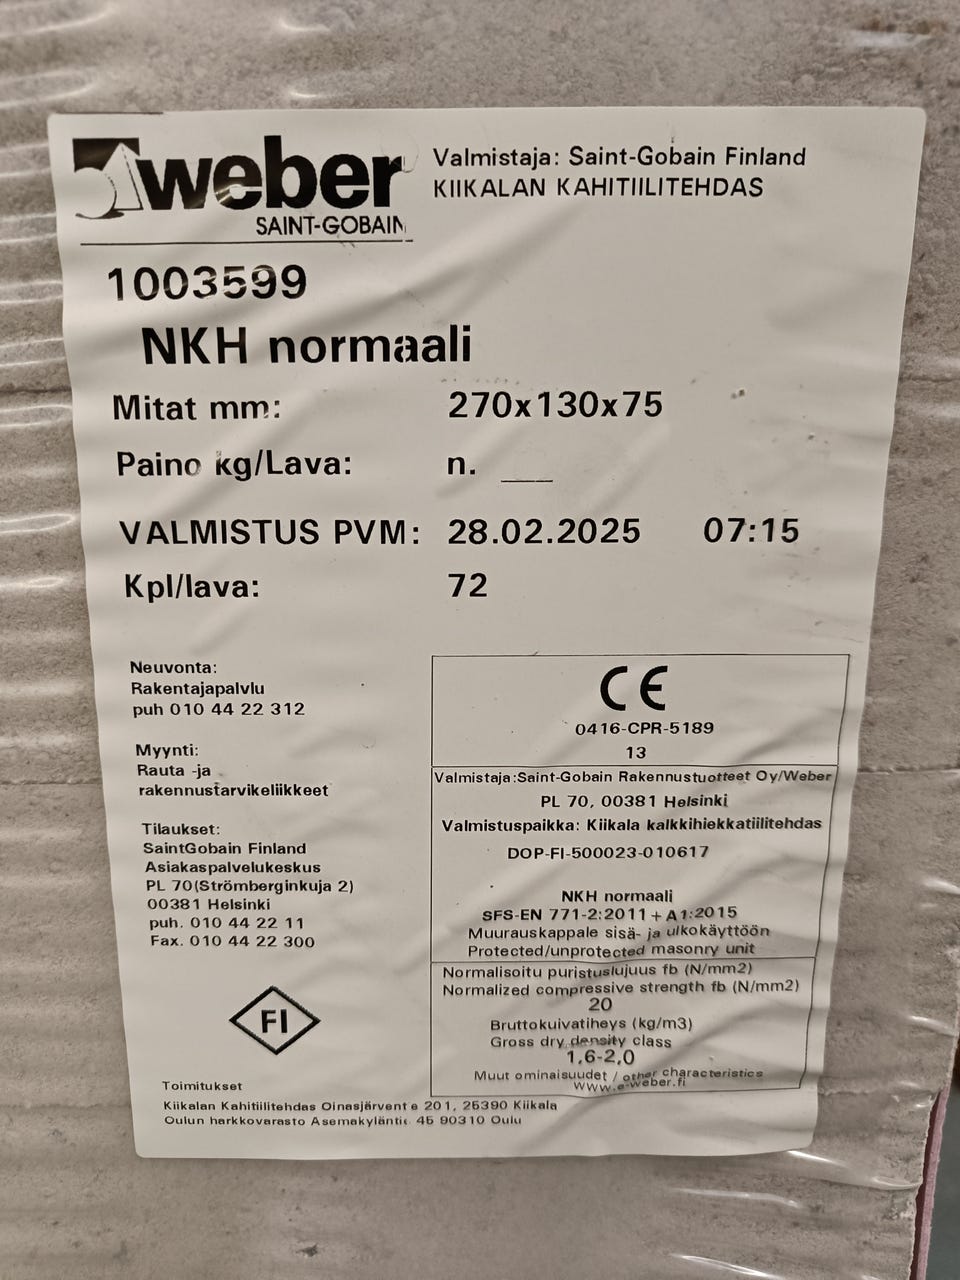 weber
SAINT-GOBAIN
Valmistaja: Saint-Gobain Finland
KIIKALAN KAHITIILITEHDAS
1003599
NKH normaali
Mitat mm: 270x130x75
Paino kg/Lava: n. ___
VALMISTUS PVM: 28.02.2025 07:15
Kpl/lava: 72
Neuvonta:
Rakentajapalvlu
puh 010 44 22 312
Myynti:
Rauta -ja
rakennustarvikeliikkeet
Tilaukset:
SaintGobain Finland
Asiakaspalvelukeskus
PL 70(Strömberginkuja 2)
00381 Helsinki
puh. 010 44 22 11
Fax. 010 44 22 300
FI
CE
0416-CPR-5189
13
Valmistaja:Saint-Gobain Rakennustuotteet Oy/Weber
PL 70, 00381 Helsinki
Valmistuspaikka: Kiikala kalkkihiekkatiilitehdas
DOP-FI-500023-010617
NKH normaali
SFS-EN 771-2:2011+A1:2015
Muurauskappale sisä- ja ulkokäyttöön
Protected/unprotected masonry unit
Normalisoitu puristuslujuus fb (N/mm2)
Normalized compressive strength fb (N/mm2)
20
Bruttokuivatiheys (kg/m3)
Gross dry density class
1,6-2,0
Muut ominaisuudet / other characteristics
www.e-weber.fi
Toimitukset
Kiikalan Kahitiilitehdas Oinasjärvent e 201, 25390 Kiikala
Oulun harkkovarasto 45 90310 Oulu